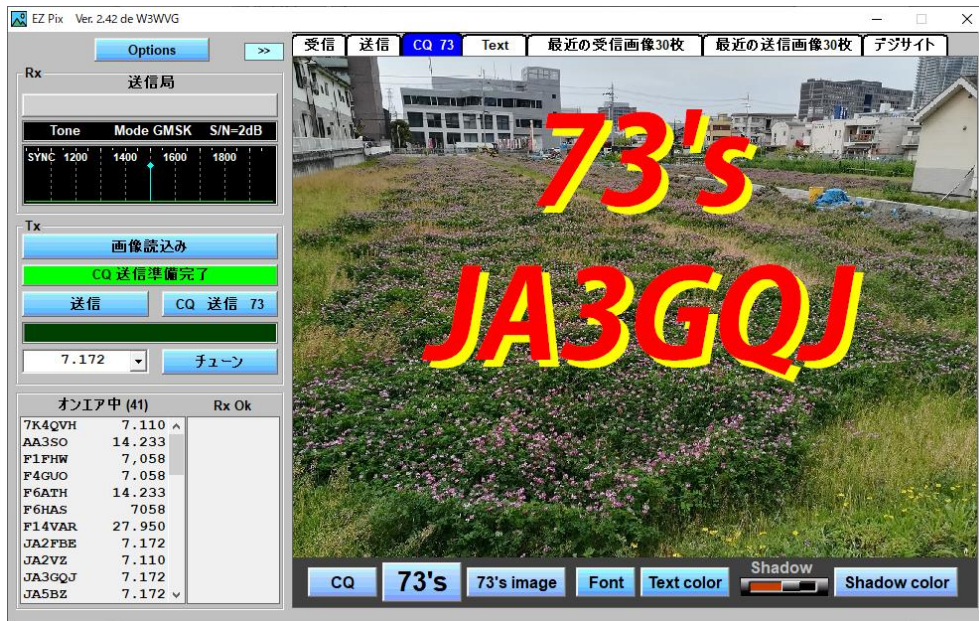 EZ Pix Ver. 2.42 de W3WVG
Options
>>
受信 送信 CQ 73 Text 最近の受信画像30枚 最近の送信画像30枚 デジサイト
Rx
送信局
Tone Mode GMSK S/N=2dB
SYNC 1200 1400 1600 1800
Tx
画像読込み
CQ 送信準備完了
送信 CQ 送信 73
7.172 チューン
オンエア中 (41) Rx Ok
7K4QVH 7.110
AA3SO 14.233
F1FHW 7,058
F4GUO 7.058
F6ATH 14.233
F6HAS 7058
F14VAR 27.950
JA2FBE 7.172
JA2VZ 7.110
JA3GQJ 7.172
JA5BZ 7.172
73's
JA3GQJ
CQ 73's 73's image Font Text color Shadow Shadow color